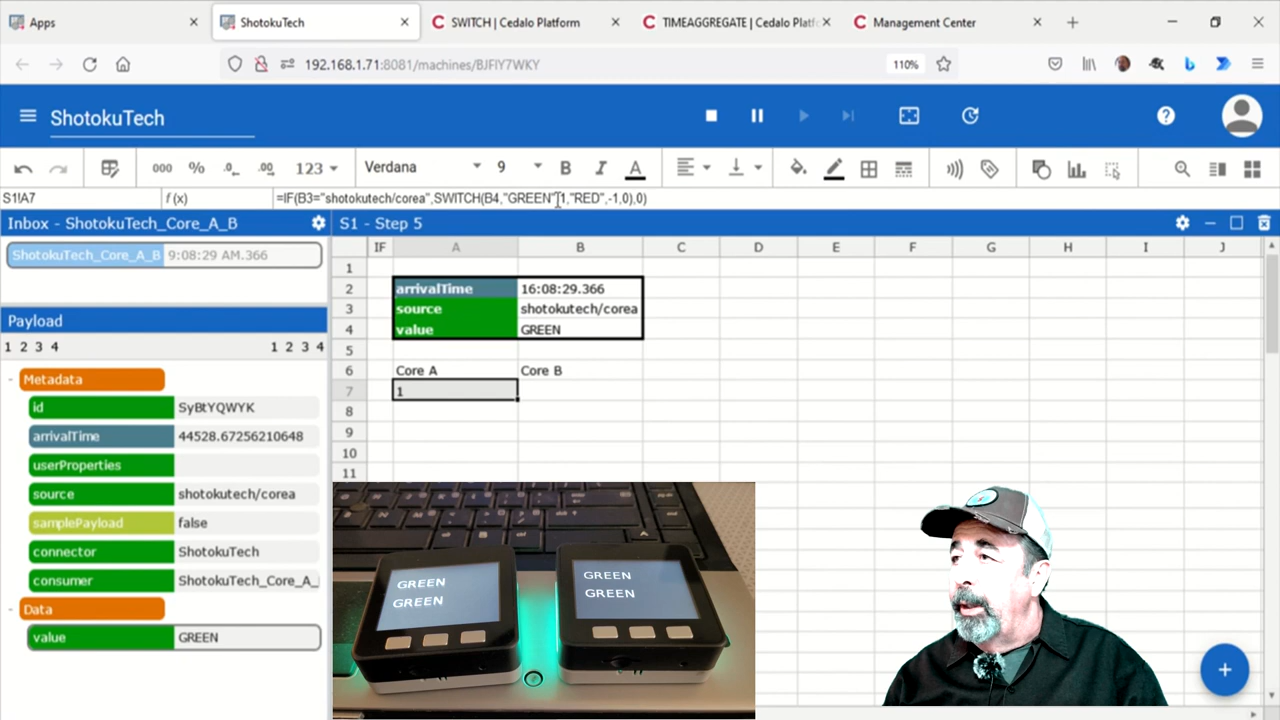 Apps
ShotokuTech
SWITCH | Cedalo Platform
TIMEAGGREGATE | Cedalo Platf
Management Center
192.168.1.71:8081/machines/BJFIY7WKY
110%
ShotokuTech
000 % .0 .00 123 Verdana 9 B I A
S1!A7 f (x) =IF(B3="shotokutech/corea",SWITCH(B4,"GREEN",1,"RED",-1,0),0)
Inbox - ShotokuTech_Core_A_B
S1 - Step 5
ShotokuTech_Core_A_B 9:08:29 AM.366
IF A B C D E F G H I J
1
2 arrivalTime 16:08:29.366
3 source shotokutech/corea
4 value GREEN
5
6 Core A Core B
7 1
8
9
10
11
Payload
1 2 3 4 1 2 3 4
Metadata
id SyBtYQWYK
arrivalTime 44528.67256210648
userProperties
source shotokutech/corea
samplePayload false
connector ShotokuTech
consumer ShotokuTech_Core_A_
Data
value GREEN
GREEN
GREEN
GREEN
GREEN